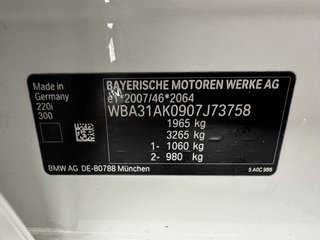 Made in
Germany
220i
300
BAYERISCHE MOTOREN WERKE AG
e1*2007/46*2064
WBA31AK0907J73758
1965 kg
3265 kg
1- 1060 kg
2- 980 kg
BMW AG DE-80788 München
5 A0C 986